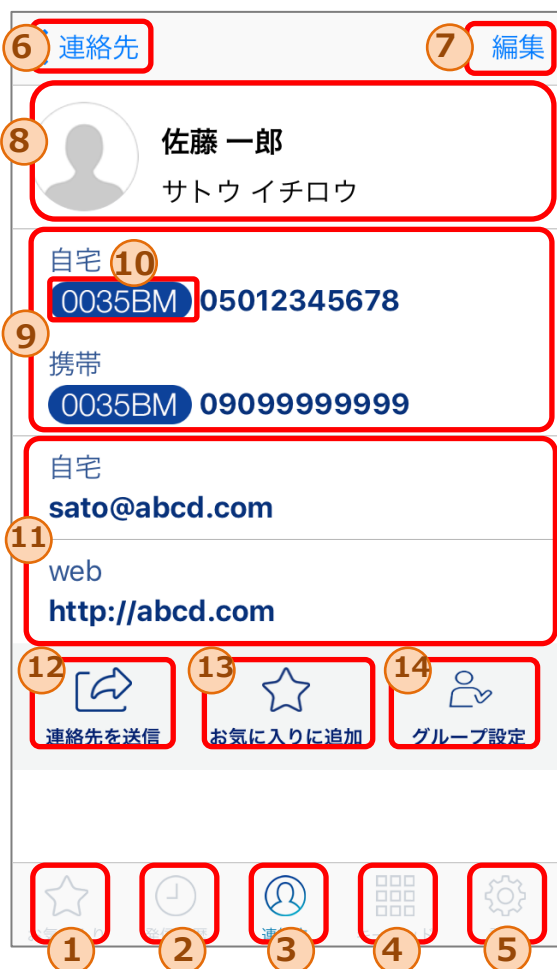 6 連絡先
7 編集
8
佐藤 一郎
サトウ イチロウ
自宅 10
0035BM 05012345678
9
携帯
0035BM 09099999999
自宅
sato@abcd.com
11
web
http://abcd.com
12 13 14
連絡先を送信 お気に入りに追加 グループ設定
1 2 3 4 5